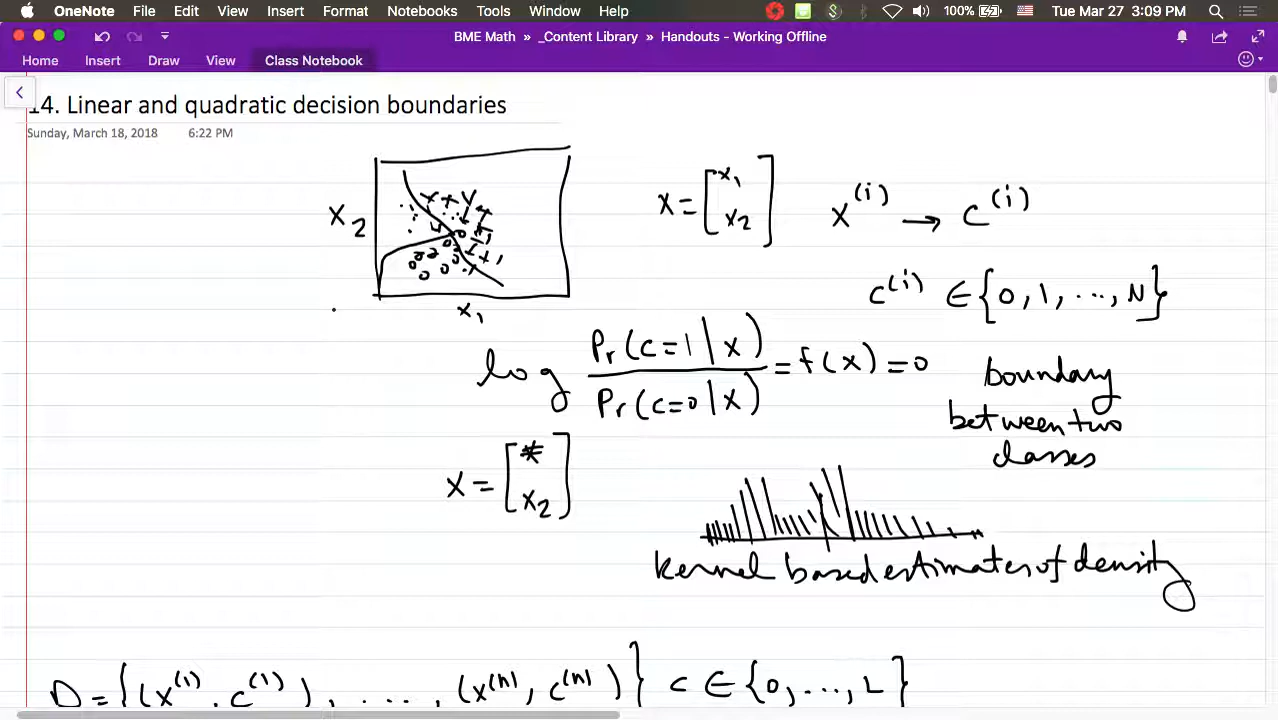 OneNote File Edit View Insert Format Notebooks Tools Window Help 100% Tue Mar 27 3:09 PM
BME Math » _Content Library » Handouts - Working Offline
Home Insert Draw View Class Notebook
14. Linear and quadratic decision boundaries
Sunday, March 18, 2018 6:22 PM
x₂
x₁
x = [x₁ x₂]
x⁽ⁱ⁾ → c⁽ⁱ⁾
c⁽ⁱ⁾ ∈ {0, 1, ..., N}
log Pr(c=1|x) / Pr(c=0|x) = f(x) = 0
boundary
between two
classes
x = [* x₂]
kernel based estimates of density
D = {(x⁽¹⁾, c⁽¹⁾), ...., (x⁽ⁿ⁾, c⁽ⁿ⁾)} c ∈ {0, ..., L}